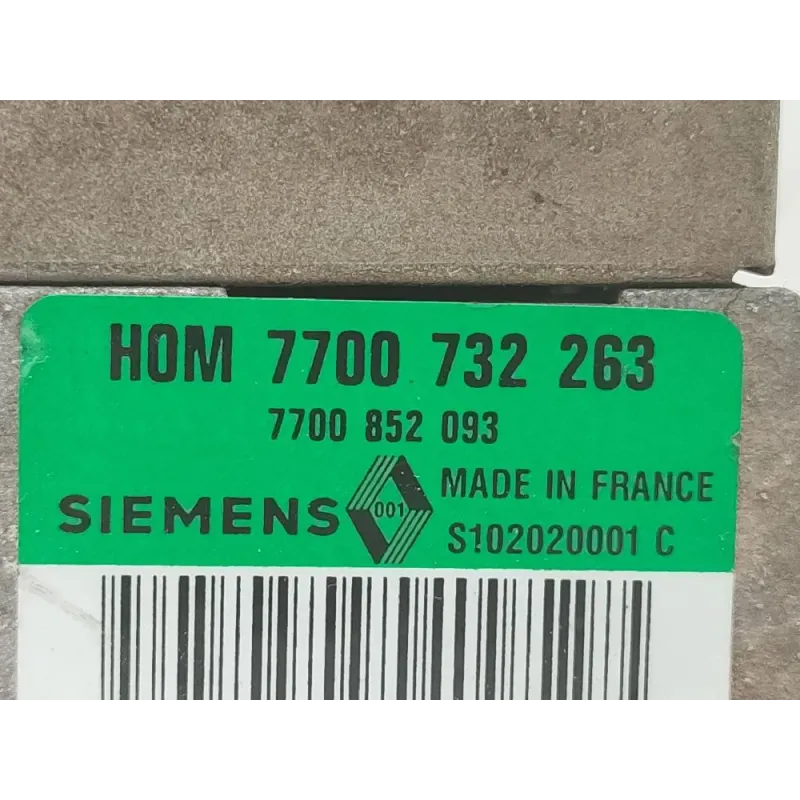 HOM 7700 732 263
7700 852 093
SIEMENS 001 MADE IN FRANCE
S102020001 C